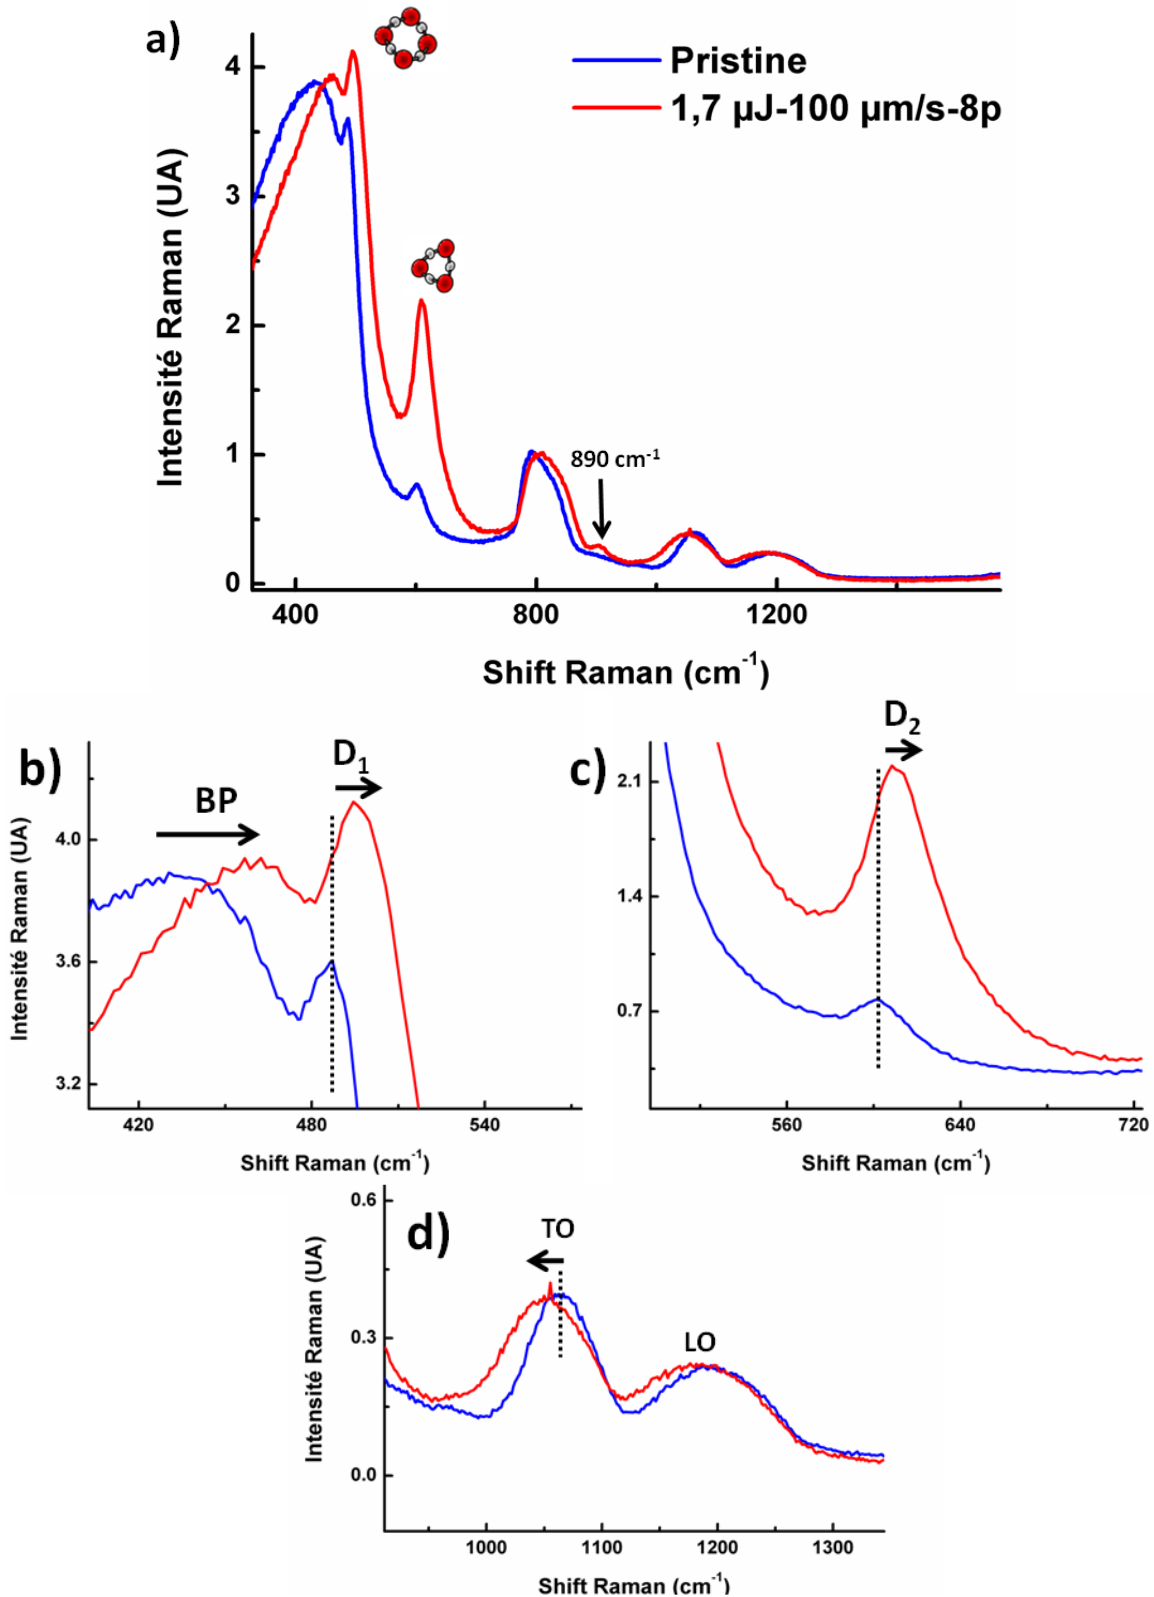 a)
Pristine
1,7 µJ-100 µm/s-8p
Intensité Raman (UA)
4
3
2
1
0
890 cm⁻¹
400 800 1200
Shift Raman (cm⁻¹)
b)
BP
D₁
Intensité Raman (UA)
4.0
3.6
3.2
420 480 540
Shift Raman (cm⁻¹)
c)
D₂
2.1
1.4
0.7
560 640 720
Shift Raman (cm⁻¹)
d)
TO
LO
Intensité Raman (UA)
0.6
0.3
0.0
1000 1100 1200 1300
Shift Raman (cm⁻¹)